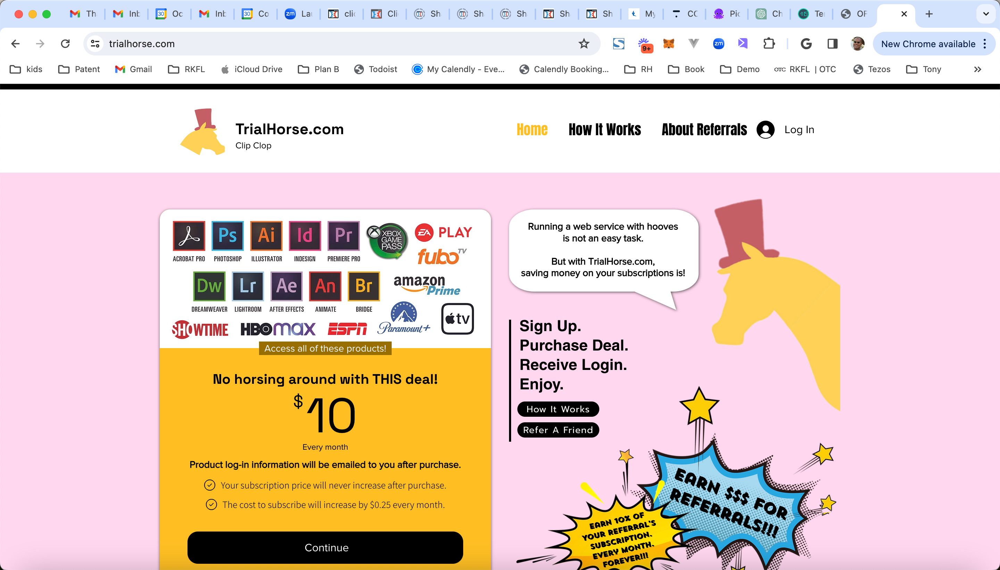 Th
Inb
30
Oc
Inb
30
Co
zm
Lau
clic
Cli
Sh
Sh
Sh
Sh
Sh
t
My
CC
Pic
Ch
Te
OF
trialhorse.com
S
9+
zm
G
New Chrome available
kids
Patent
Gmail
RKFL
iCloud Drive
Plan B
Todoist
My Calendly - Eve...
Calendly Booking...
RH
Book
Demo
OTC RKFL | OTC
Tezos
Tony
TrialHorse.com
Clip Clop
Home
How It Works
About Referrals
Log In
Ps
Ai
Id
Pr
XBOX
GAME
PASS
EA PLAY
fubo TV
ACROBAT PRO
PHOTOSHOP
ILLUSTRATOR
INDESIGN
PREMIERE PRO
Dw
Lr
Ae
An
Br
amazon
Prime
DREAMWEAVER
LIGHTROOM
AFTER EFFECTS
ANIMATE
BRIDGE
SHOWTIME
HBOmax
ESPN
Paramount+
tv
Access all of these products!
No horsing around with THIS deal!
$10
Every month
Product log-in information will be emailed to you after purchase.
Your subscription price will never increase after purchase.
The cost to subscribe will increase by $0.25 every month.
Continue
Running a web service with hooves
is not an easy task.
But with TrialHorse.com,
saving money on your subscriptions is!
Sign Up.
Purchase Deal.
Receive Login.
Enjoy.
How It Works
Refer A Friend
EARN $$$ FOR
REFERRALS!!!
EARN 10% OF
YOUR REFERRAL'S
SUBSCRIPTION.
EVERY MONTH.
FOREVER!!!